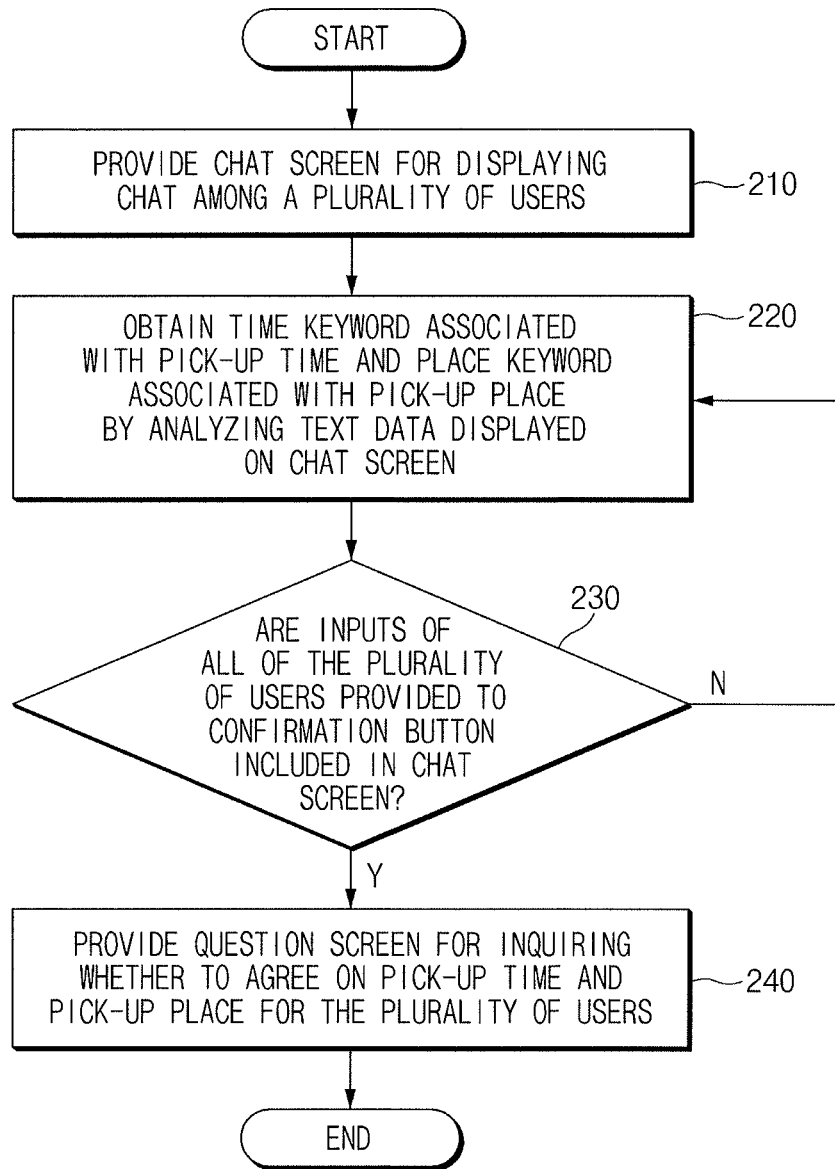 START
PROVIDE CHAT SCREEN FOR DISPLAYING
CHAT AMONG A PLURALITY OF USERS
210
OBTAIN TIME KEYWORD ASSOCIATED
WITH PICK-UP TIME AND PLACE KEYWORD
ASSOCIATED WITH PICK-UP PLACE
BY ANALYZING TEXT DATA DISPLAYED
ON CHAT SCREEN
220
ARE INPUTS OF
ALL OF THE PLURALITY
OF USERS PROVIDED TO
CONFIRMATION BUTTON
INCLUDED IN CHAT
SCREEN?
230
N
Y
PROVIDE QUESTION SCREEN FOR INQUIRING
WHETHER TO AGREE ON PICK-UP TIME AND
PICK-UP PLACE FOR THE PLURALITY OF USERS
240
END